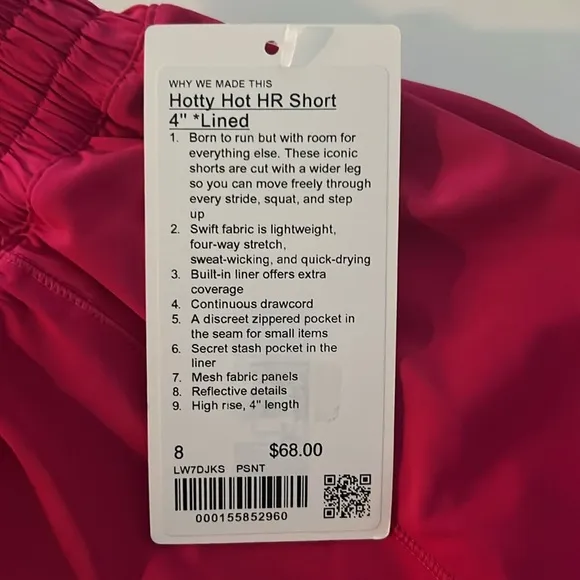 WHY WE MADE THIS
Hotty Hot HR Short
4" *Lined
1. Born to run but with room for
everything else. These iconic
shorts are cut with a wider leg
so you can move freely through
every stride, squat, and step
up
2. Swift fabric is lightweight,
four-way stretch,
sweat-wicking, and quick-drying
3. Built-in liner offers extra
coverage
4. Continuous drawcord
5. A discreet zippered pocket in
the seam for small items
6. Secret stash pocket in the
liner
7. Mesh fabric panels
8. Reflective details
9. High rise, 4" length
8 $68.00
LW7DJKS PSNT
000155852960